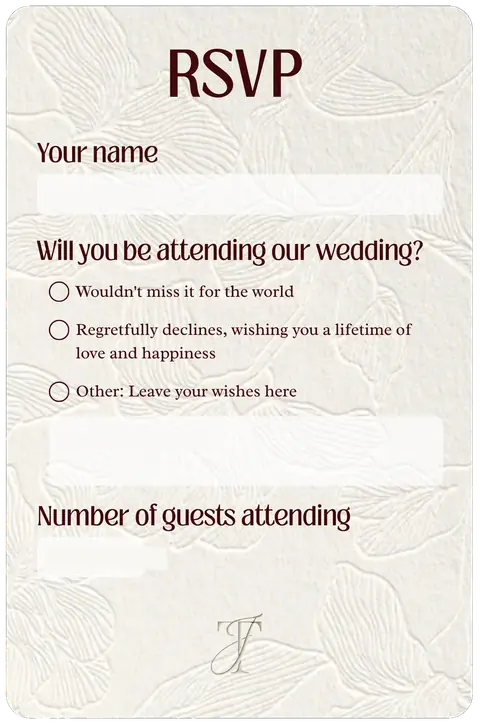 RSVP
Your name
Will you be attending our wedding?
Wouldn't miss it for the world
Regretfully declines, wishing you a lifetime of
love and happiness
Other: Leave your wishes here
Number of guests attending